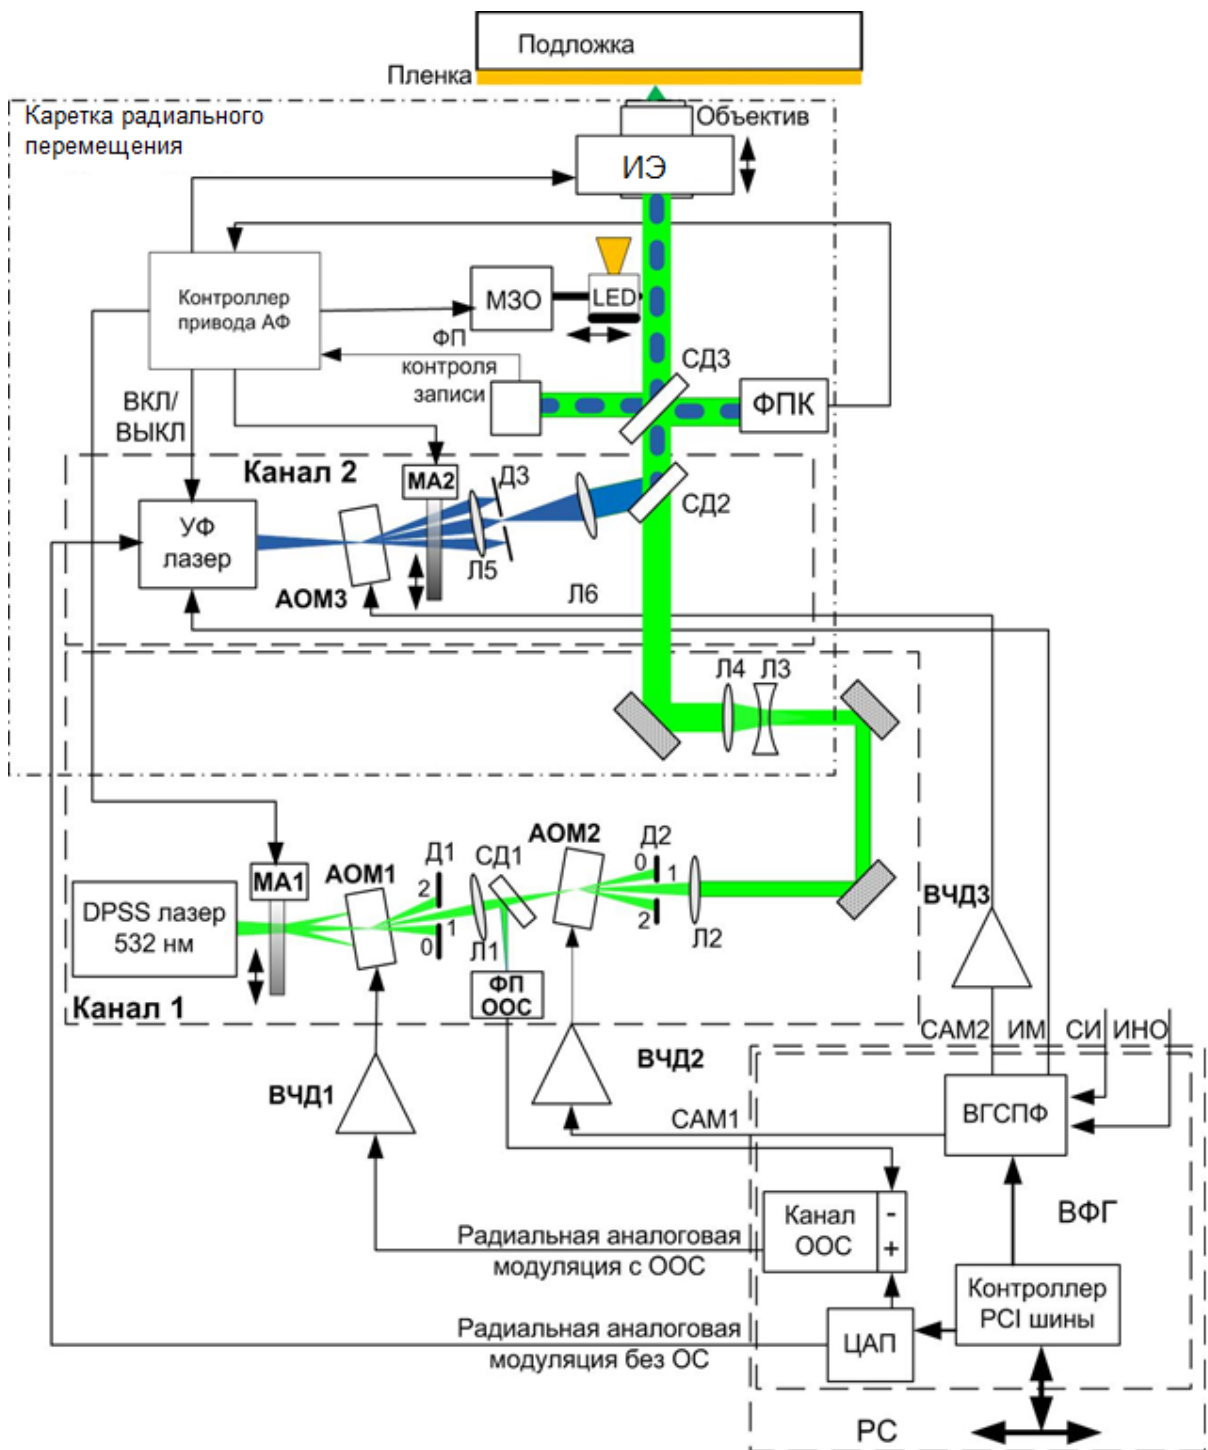 Подложка
Пленка
Каретка радиального
перемещения
Объектив
ИЭ
Контроллер
привода АФ
МЗО
LED
ФП
контроля
записи
СД3
ФПК
ВКЛ/
ВЫКЛ
Канал 2
МА2
Д3
СД2
УФ
лазер
Л5
АОМ3
Л6
Л4
Л3
АОМ2
Д2
0
1
2
Л2
МА1
АОМ1
Д1
СД1
2
1
0
Л1
DPSS лазер
532 нм
ФП
ООС
Канал 1
ВЧД3
САМ2
ИМ
СИ
ИНО
ВЧД1
ВЧД2
САМ1
ВГСПФ
ВФГ
Канал
ООС
-
+
Радиальная аналоговая
модуляция с ООС
Контроллер
PCI шины
ЦАП
Радиальная аналоговая
модуляция без ОС
PC